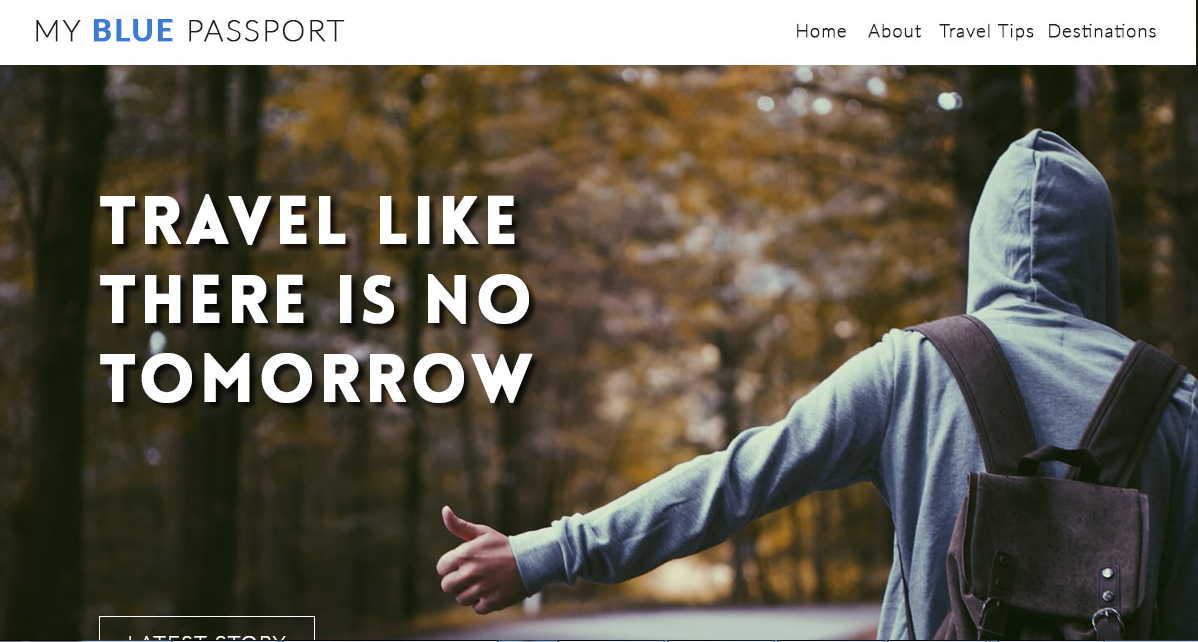 MY BLUE PASSPORT
Home About Travel Tips Destinations
TRAVEL LIKE
THERE IS NO
TOMORROW
LATEST STORY